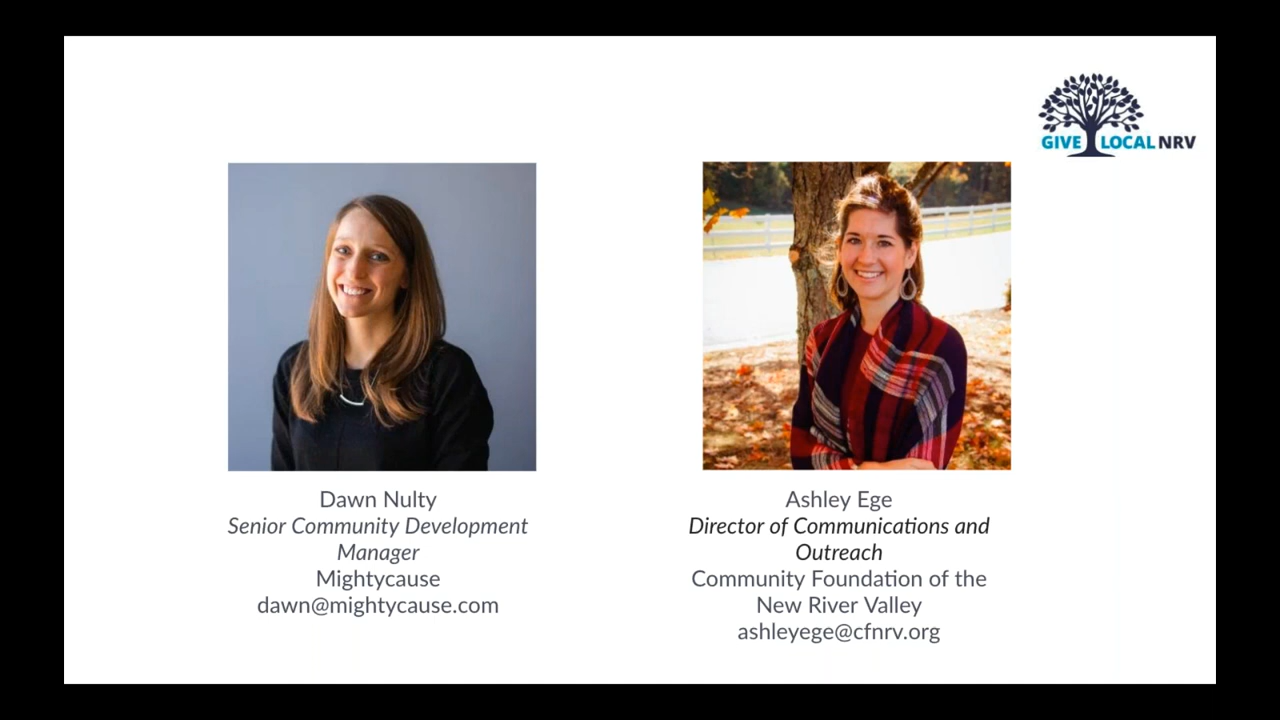 GIVE LOCAL NRV
Dawn Nulty
Senior Community Development
Manager
Mightycause
dawn@mightycause.com
Ashley Ege
Director of Communications and
Outreach
Community Foundation of the
New River Valley
ashleyege@cfnrv.org